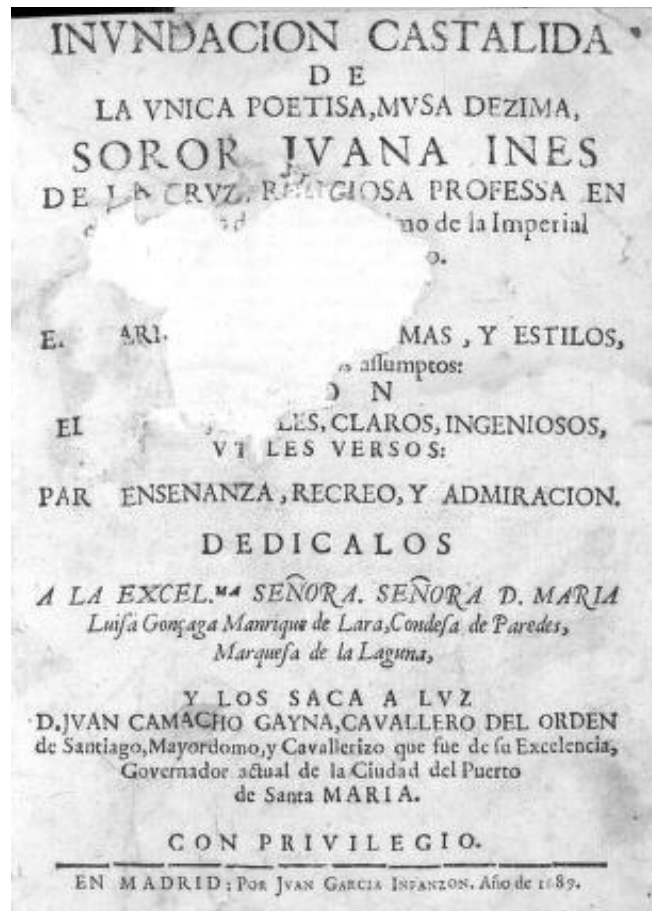 INVNDACION CASTALIDA
DE
LA VNICA POETISA, MVSA DEZIMA,
SOROR JVANA INES
DE LA CRVZ, RELIGIOSA PROFESSA EN
de la Imperial
MAS, Y ESTILOS,
assumptos:
CLAROS, INGENIOSOS,
VERSOS:
ENSENANZA, RECREO, Y ADMIRACION.
DEDICALOS
A LA EXCEL.MA SEÑORA. SEÑORA D. MARIA
Luisa Gonçaga Manrique de Lara, Condesa de Paredes,
Marquesa de la Laguna,
Y LOS SACA A LVZ
D. JVAN CAMACHO GAYNA, CAVALLERO DEL ORDEN
de Santiago, Mayordomo, y Cavallerizo que fue de su Excelencia,
Governador actual de la Ciudad del Puerto
de Santa MARIA.
CON PRIVILEGIO.
EN MADRID: POR JVAN GARCIA INFANZON. Año de 1689.